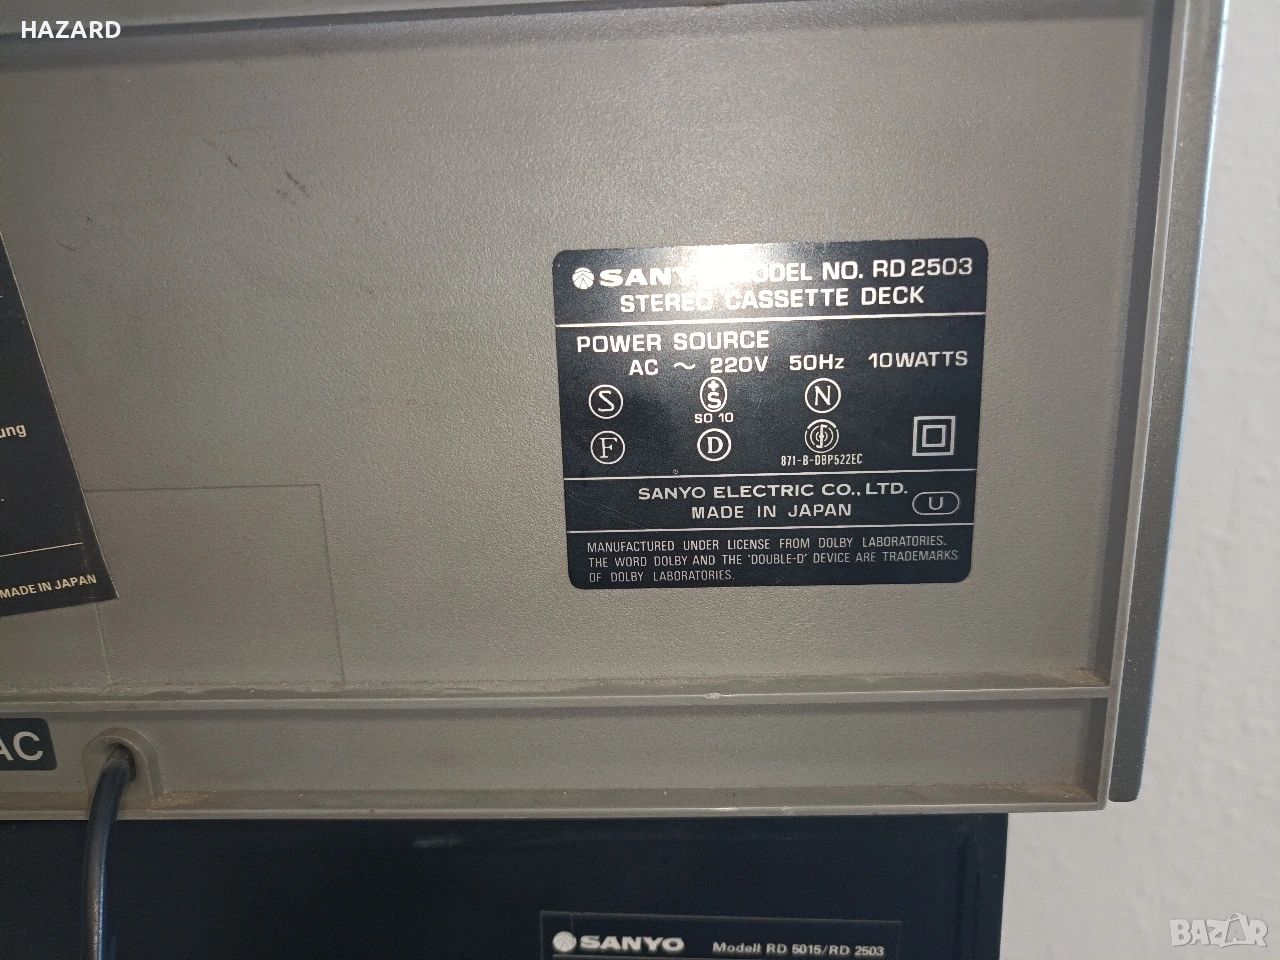 HAZARD
SANYO MODEL NO. RD 2503
STEREO CASSETTE DECK
POWER SOURCE
AC ~ 220V 50Hz 10WATTS
S S N
SO 10
F D
871-B-DBP522EC
SANYO ELECTRIC CO., LTD.
MADE IN JAPAN U
MANUFACTURED UNDER LICENSE FROM DOLBY LABORATORIES.
THE WORD DOLBY AND THE 'DOUBLE-D' DEVICE ARE TRADEMARKS
OF DOLBY LABORATORIES.
ung
MADE IN JAPAN
AC
SANYO Modell RD 5015/RD 2503
BAZAR